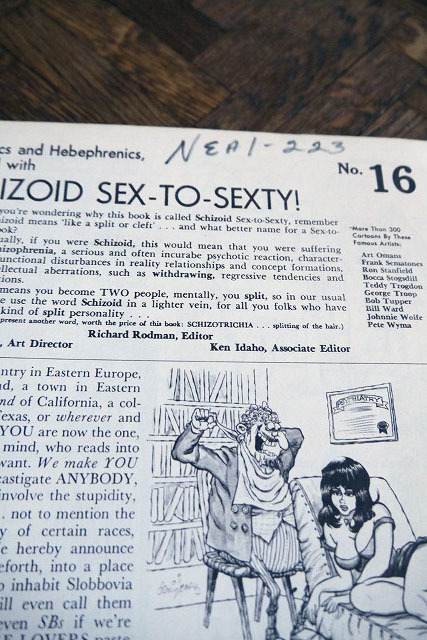 cs and Hebephrenics,
with
NEA1-223
No. 16
IZOID SEX-TO-SEXTY!
you're wondering why this book is called Schizoid Sex-to-Sexty, remember
izoid means 'like a split or cleft' . . . and what better name for a Sex-to-
ook?
ually, if you were Schizoid, this would mean that you were suffering
izophrenia, a serious and often incurable psychotic reaction, character-
unctional disturbances in reality relationships and concept formations,
ellectual aberrations, such as withdrawing, regressive tendencies and
ions.
means you become TWO people, mentally, you split, so in our usual
e use the word Schizoid in a lighter vein, for all you folks who have
kind of split personality . . . .
present another word, worth the price of this book: SCHIZOTRICHIA . . . splitting of the hair.)
Richard Rodman, Editor
, Art Director
Ken Idaho, Associate Editor
More Than 300
Cartoons By These
Famous Artists:
Art Omans
Frank Sematones
Ron Stanfield
Bocca Stogdill
Teddy Trogdon
George Troop
Bob Tupper
Bill Ward
Johnnie Wolfe
Pete Wyma
ntry in Eastern Europe,
nd, a town in Eastern
nd of California, a col-
Texas, or wherever and
YOU are now the one,
mind, who reads into
want. We make YOU
castigate ANYBODY,
involve the stupidity,
. not to mention the
y of certain races,
e hereby announce
eforth, into a place
o inhabit Slobbovia
ill even call them
even SBs if we're
PSYCHIATRY